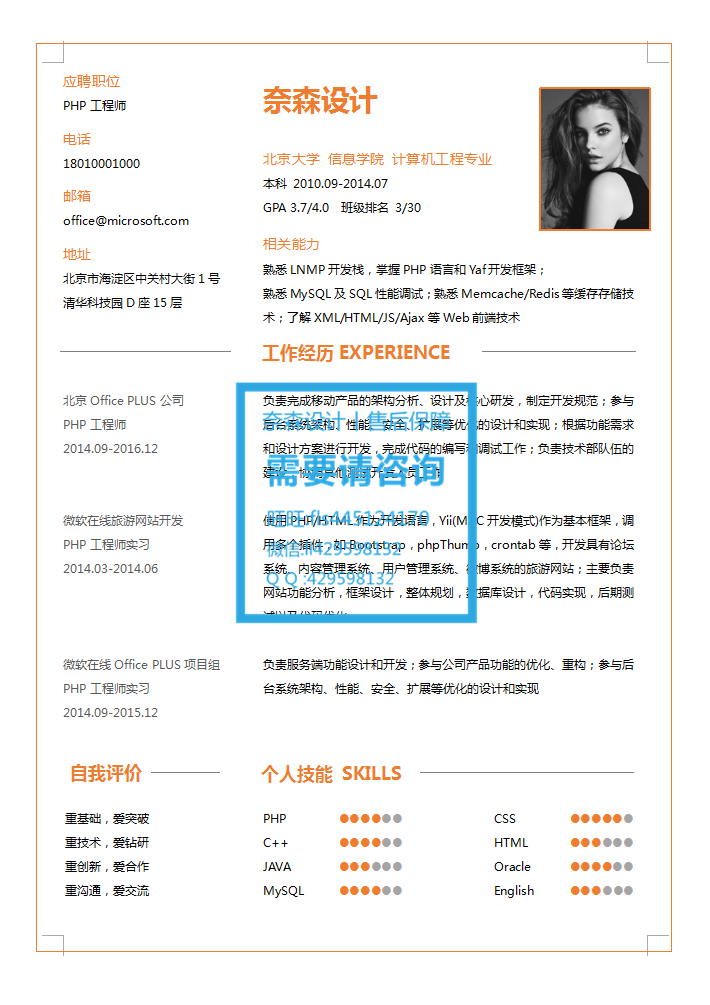 应聘职位
PHP 工程师
电话
18010001000
邮箱
office@microsoft.com
地址
北京市海淀区中关村大街 1 号
清华科技园 D 座 15 层
奈森设计
北京大学 信息学院 计算机工程专业
本科 2010.09-2014.07
GPA 3.7/4.0 班级排名 3/30
相关能力
熟悉 LNMP 开发栈，掌握 PHP 语言和 Yaf 开发框架；
熟悉 MySQL 及 SQL 性能调试；熟悉 Memcache/Redis 等缓存存储技
术；了解 XML/HTML/JS/Ajax 等 Web 前端技术
工作经历 EXPERIENCE
北京 Office PLUS 公司
PHP 工程师
2014.09-2016.12
负责完成移动产品的架构分析、设计及核心研发，制定开发规范；参与
后台系统架构、性能、安全、扩展等优化的设计和实现；根据功能需求
和设计方案进行开发，完成代码的编写和调试工作；负责技术部队伍的
奈森设计 | 售后保障
需要请咨询
微信:fl429598132
Q Q :429598132
微软在线旅游网站开发
PHP 工程师实习
2014.03-2014.06
使用 PHP/HTML 作为开发语言，Yii(MVC 开发模式)作为基本框架，调
用多个插件，如 Bootstrap，phpThump，crontab 等，开发具有论坛
系统、内容管理系统、用户管理系统、微博系统的旅游网站；主要负责
网站功能分析，框架设计，整体规划，数据库设计，代码实现，后期测
微软在线 Office PLUS 项目组
PHP 工程师实习
2014.09-2015.12
负责服务端功能设计和开发；参与公司产品功能的优化、重构；参与后
台系统架构、性能、安全、扩展等优化的设计和实现
自我评价
重基础，爱突破
重技术，爱钻研
重创新，爱合作
重沟通，爱交流
个人技能 SKILLS
PHP
C++
JAVA
MySQL
CSS
HTML
Oracle
English